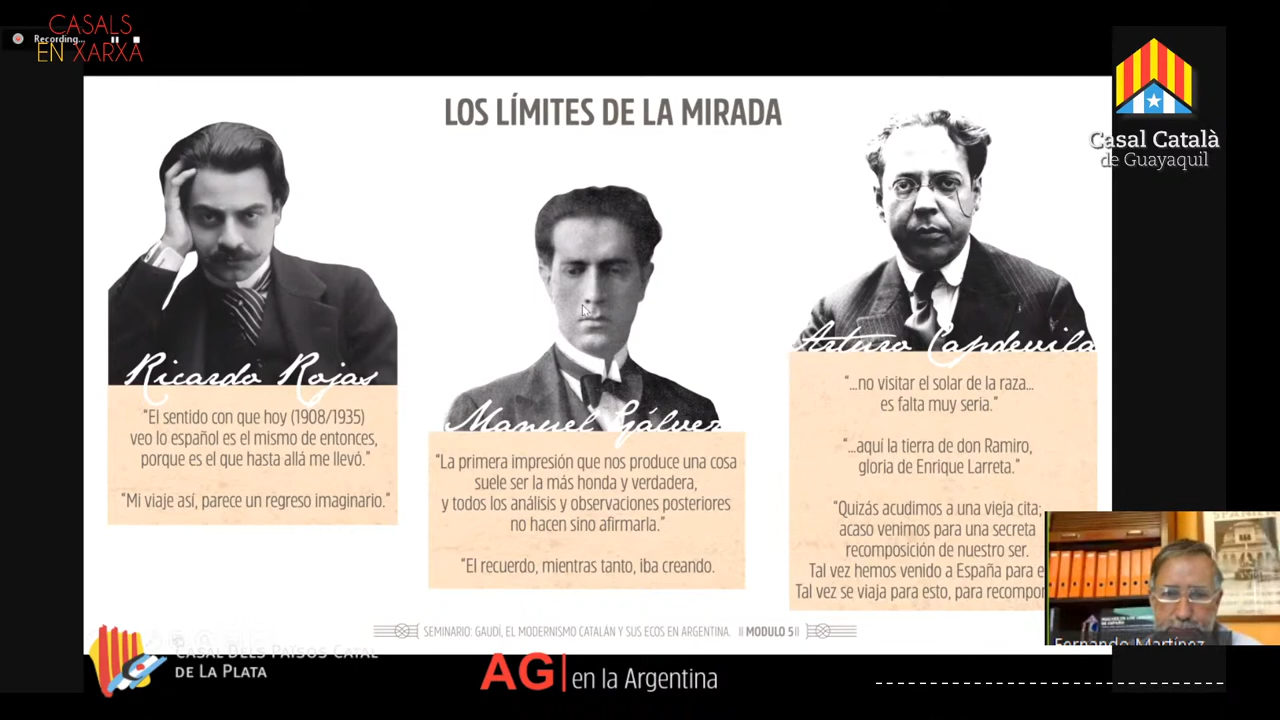 CASALS
EN XARXA
Recording...
Casal Català
de Guayaquil
LOS LÍMITES DE LA MIRADA
Ricardo Rojas
“El sentido con que hoy (1908/1935)
veo lo español es el mismo de entonces,
porque es el que hasta allá me llevó.”
“Mi viaje así, parece un regreso imaginario.”
Manuel Gálvez
“La primera impresión que nos produce una cosa
suele ser la más honda y verdadera,
y todos los análisis y observaciones posteriores
no hacen sino afirmarla.”
“El recuerdo, mientras tanto, iba creando.
Arturo Capdevila
“...no visitar el solar de la raza...
es falta muy seria.”
“...aquí la tierra de don Ramiro,
gloria de Enrique Larreta.”
“Quizás acudimos a una vieja cita;
acaso venimos para una secreta
recomposición de nuestro ser.
Tal vez hemos venido a España para e
Tal vez se viaja para esto, para recompon
Fernando Martínez
SEMINARIO: GAUDÍ, EL MODERNISMO CATALÁN Y SUS ECOS EN ARGENTINA. || MODULO 5||
CASAL DELS PAÏSOS CATAL
DE LA PLATA
AG| en la Argentina